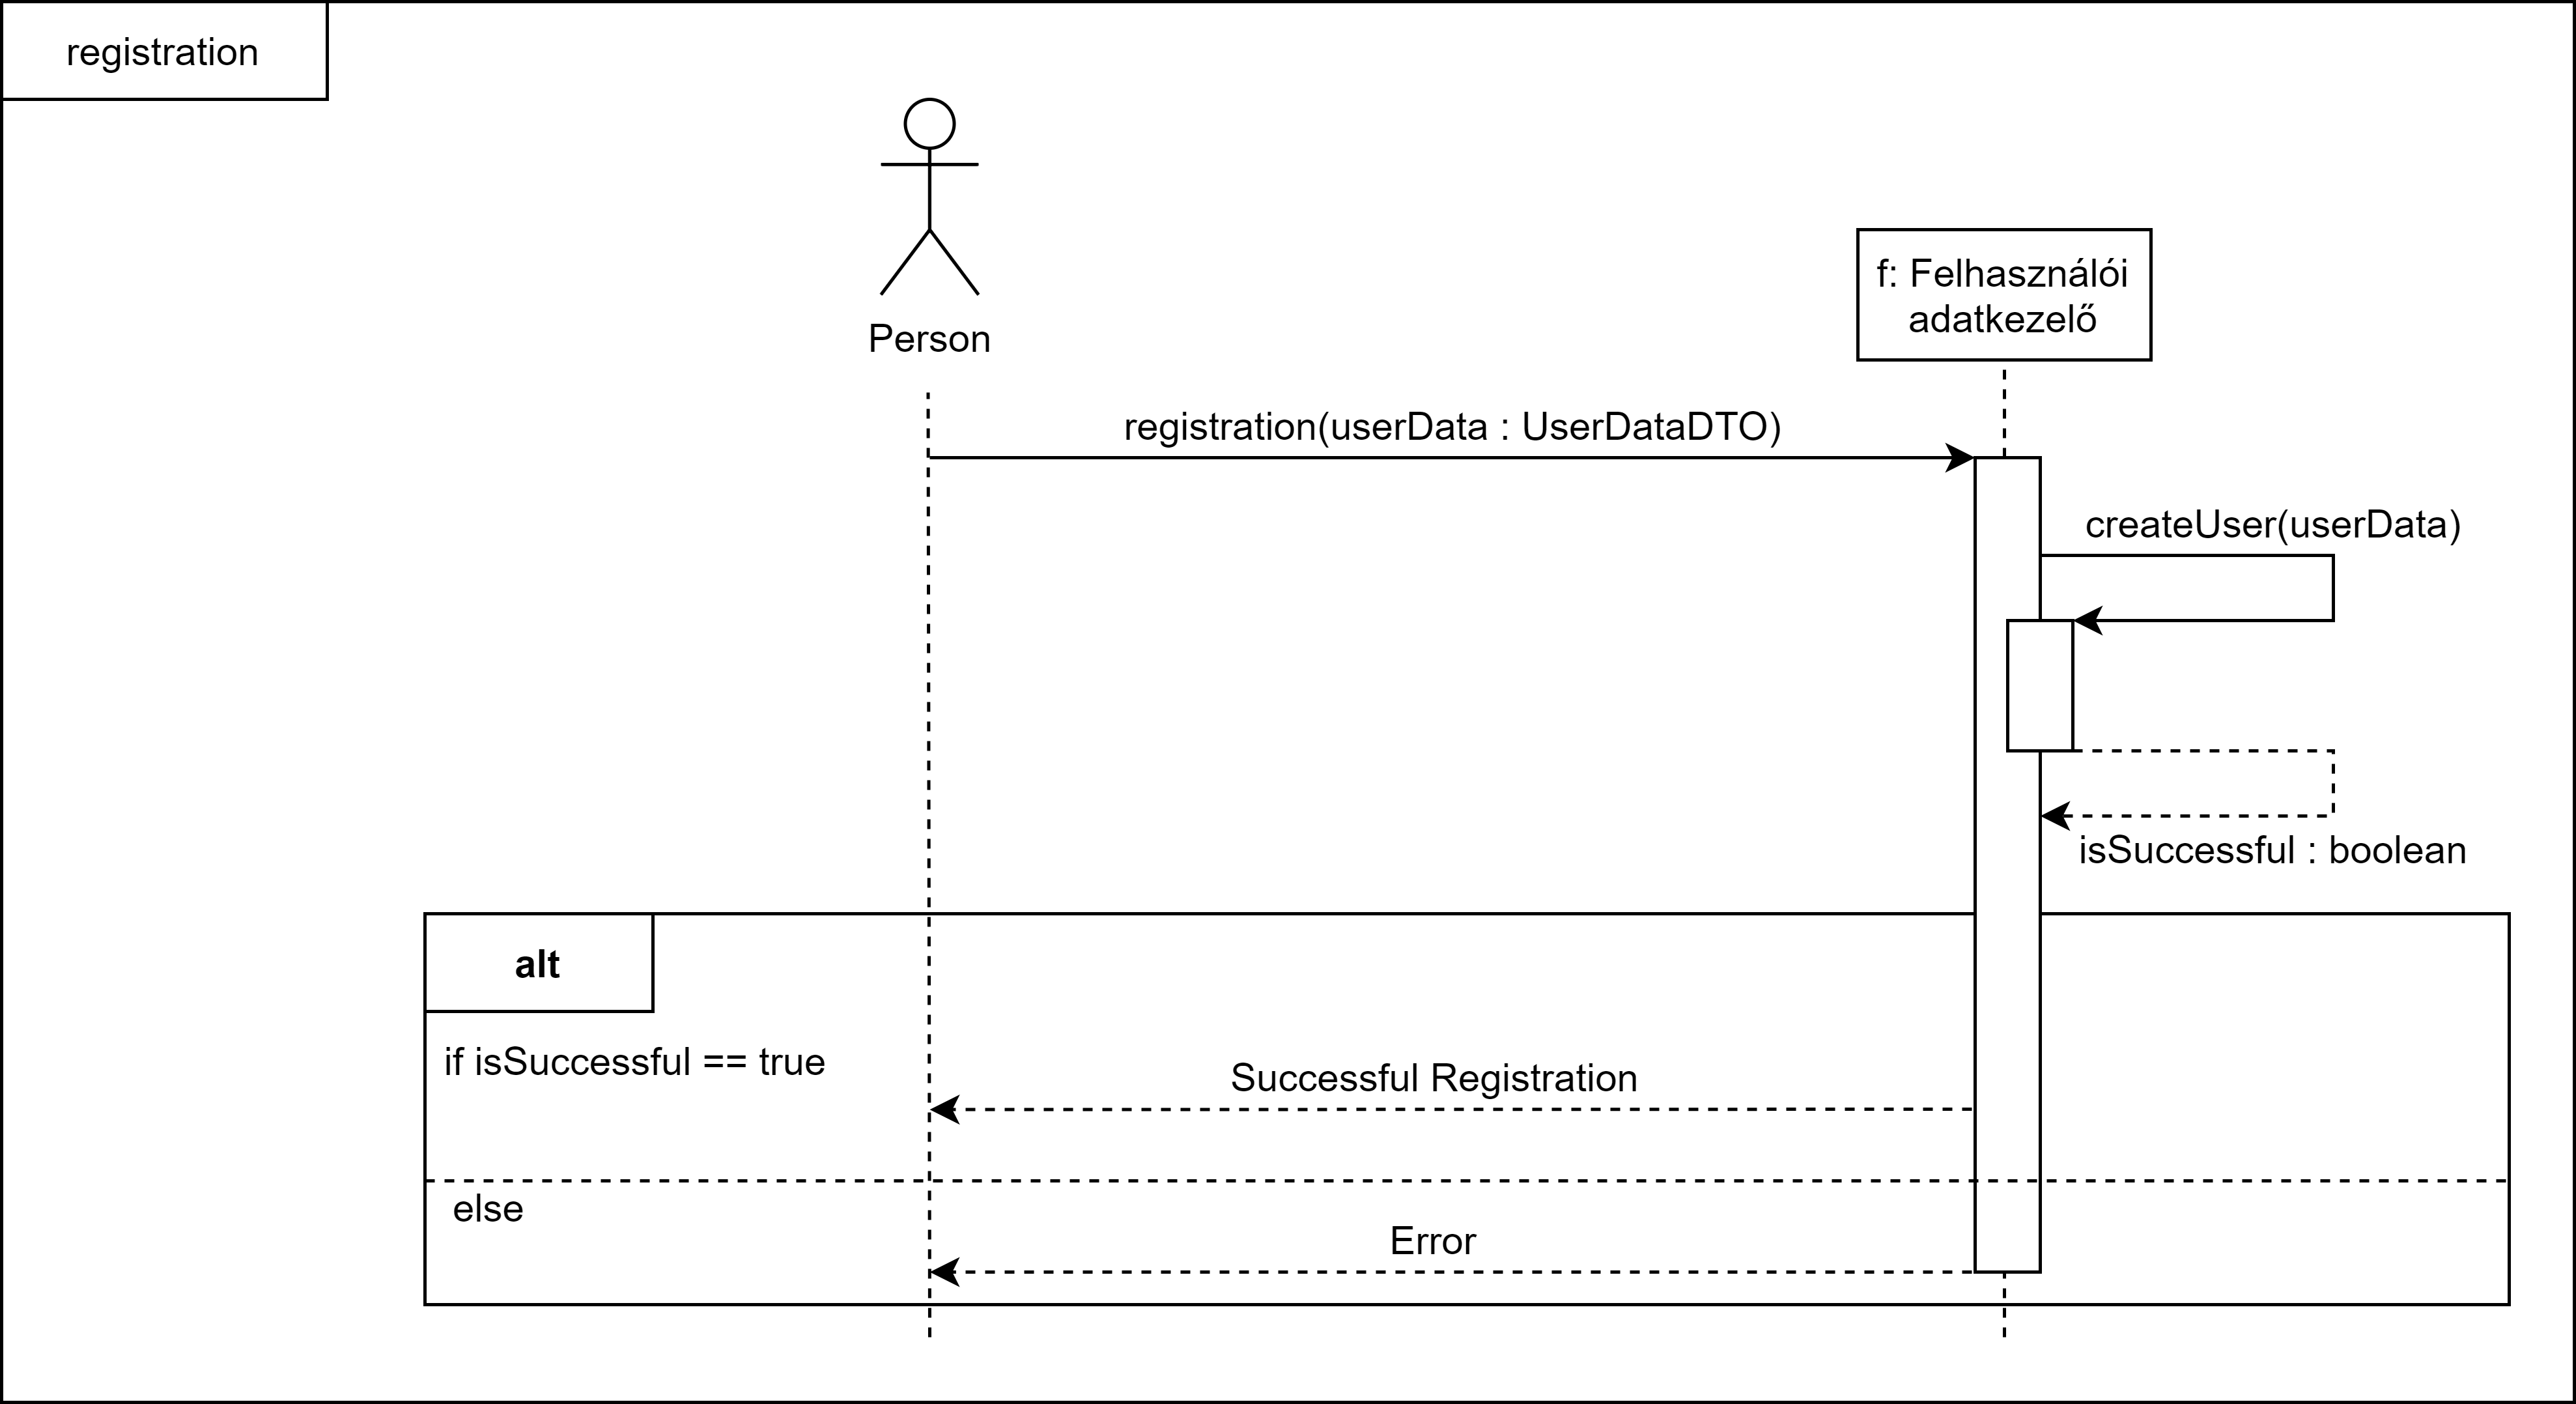 registration
Person
f: Felhasználói
adatkezelő
registration(userData : UserDataDTO)
createUser(userData)
isSuccessful : boolean
alt
if isSuccessful == true
Successful Registration
else
Error